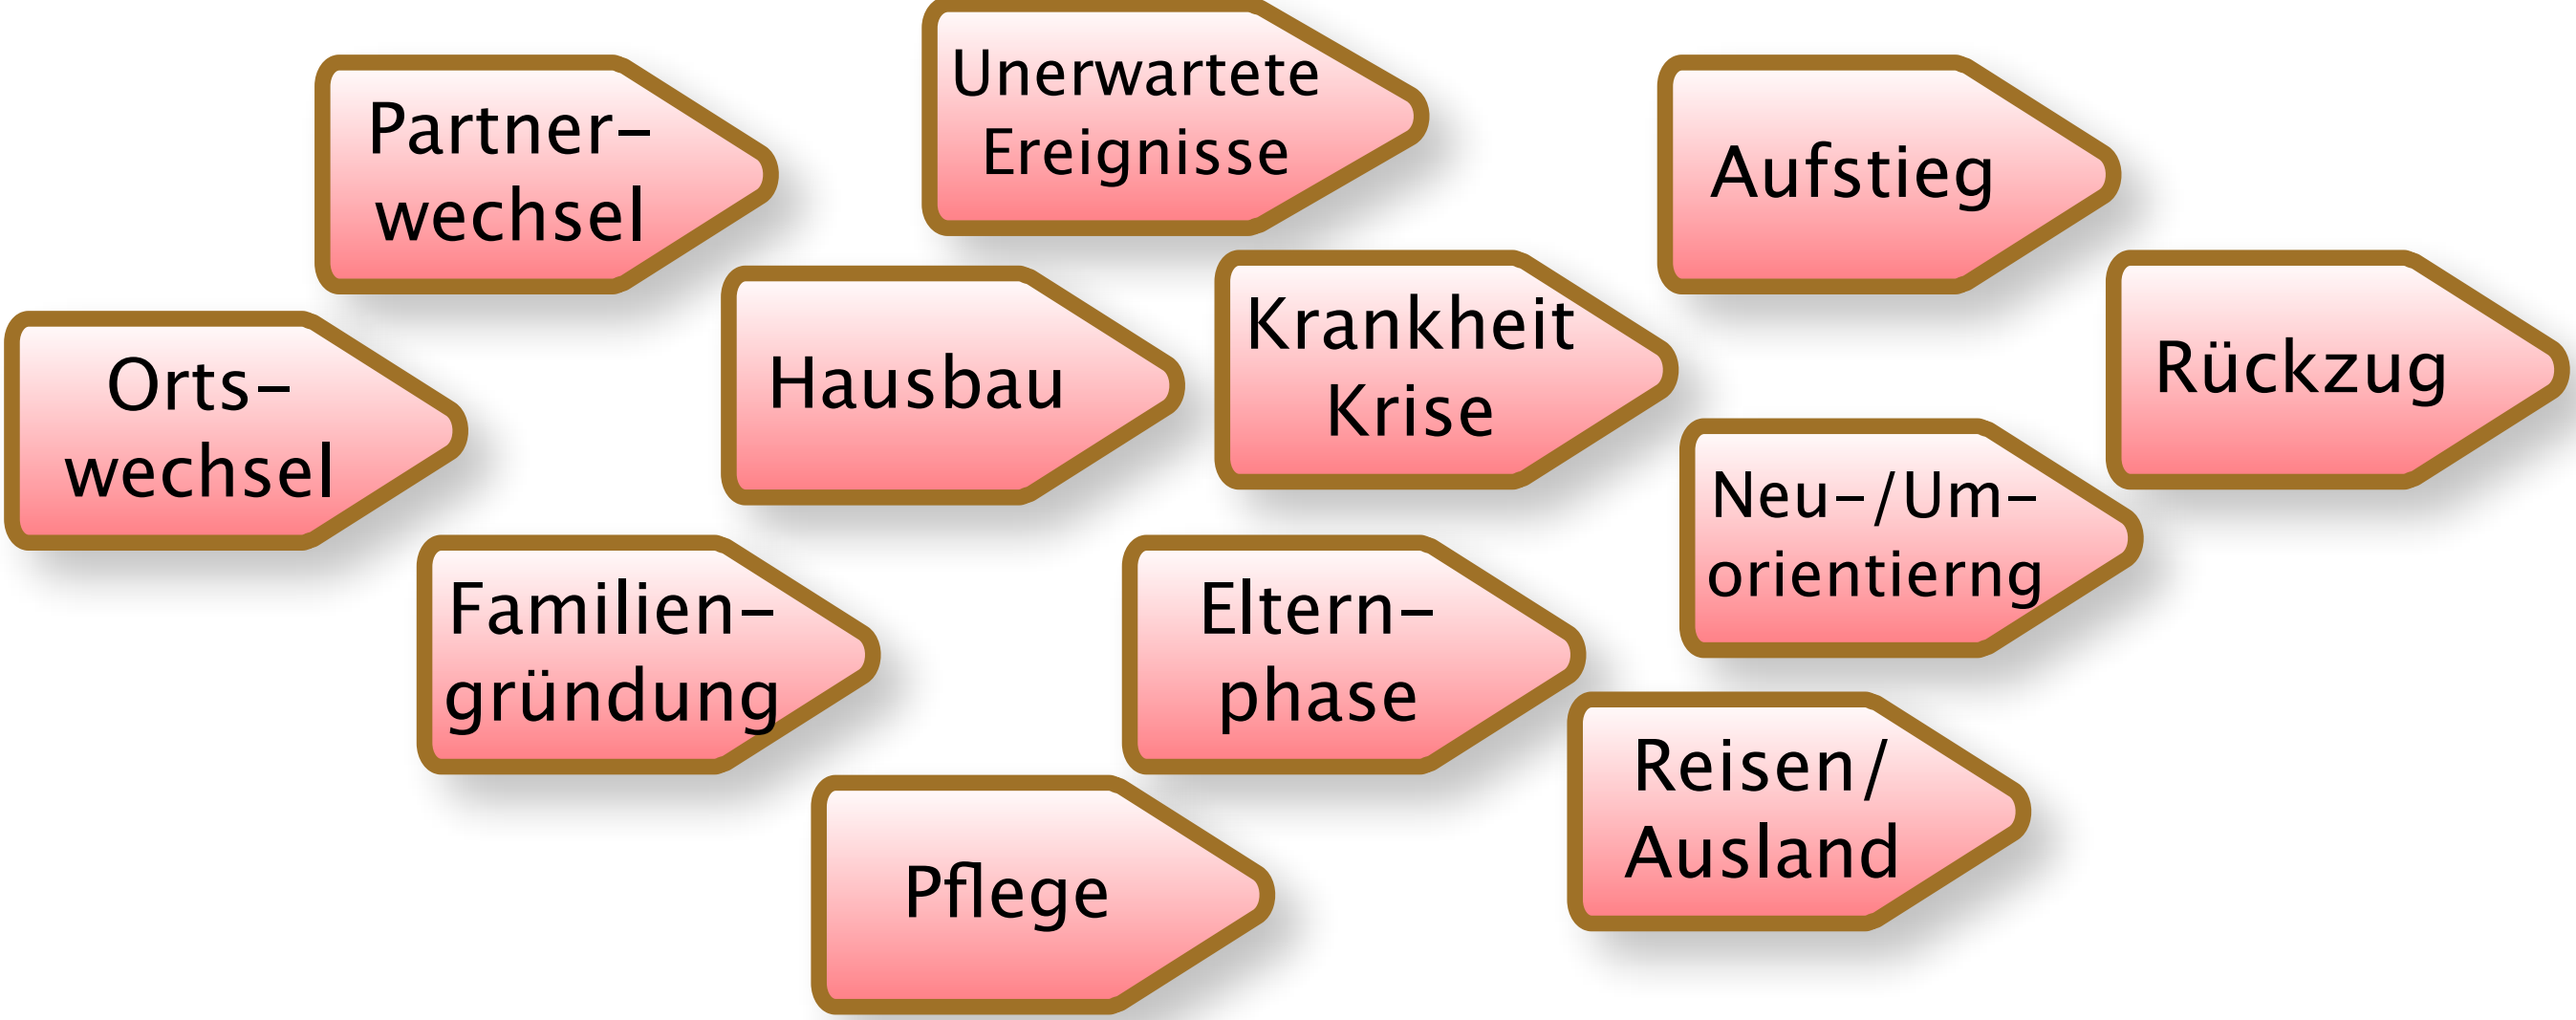 Unerwartete
Ereignisse
Partner-
wechsel
Aufstieg
Orts-
wechsel
Hausbau
Krankheit
Krise
Rückzug
Neu-/Um-
orientierng
Familien-
gründung
Eltern-
phase
Reisen/
Ausland
Pflege